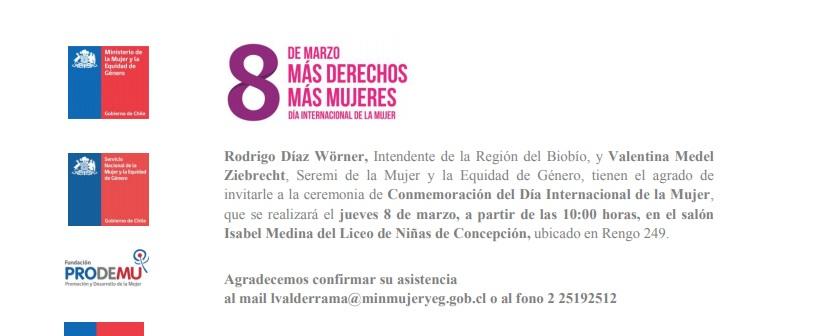 Ministerio de
la Mujer y la
Equidad de
Género
Gobierno de Chile
8
DE MARZO
MÁS DERECHOS
MÁS MUJERES
DÍA INTERNACIONAL DE LA MUJER
Servicio
Nacional de la
Mujer y la Equidad
de Género
Gobierno de Chile
Fundación
PRODEMU
Promoción y Desarrollo de la Mujer
Rodrigo Díaz Wörner, Intendente de la Región del Biobío, y Valentina Medel
Ziebrecht, Seremi de la Mujer y la Equidad de Género, tienen el agrado de
invitarle a la ceremonia de Conmemoración del Día Internacional de la Mujer,
que se realizará el jueves 8 de marzo, a partir de las 10:00 horas, en el salón
Isabel Medina del Liceo de Niñas de Concepción, ubicado en Rengo 249.
Agradecemos confirmar su asistencia
al mail lvalderrama@minmujeryeg.gob.cl o al fono 2 25192512